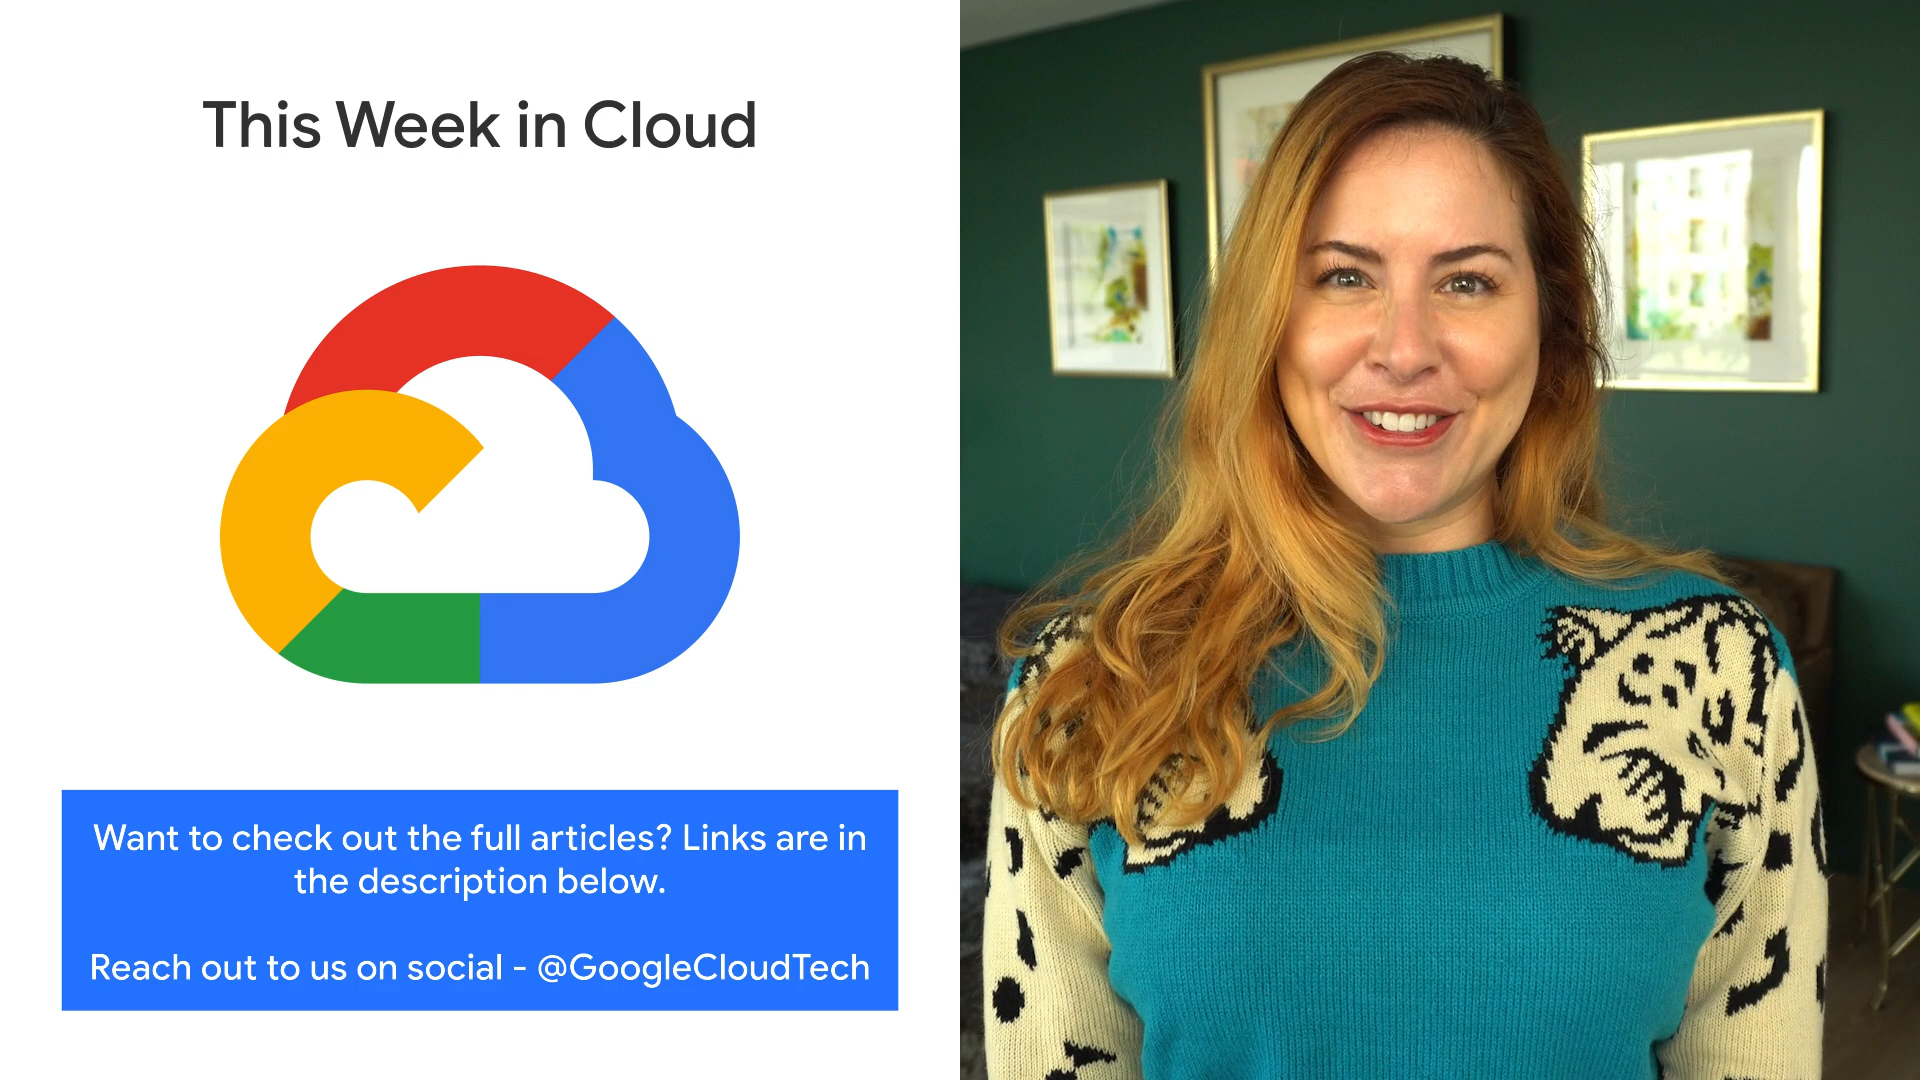 This Week in Cloud
Want to check out the full articles? Links are in
the description below.
Reach out to us on social - @GoogleCloudTech